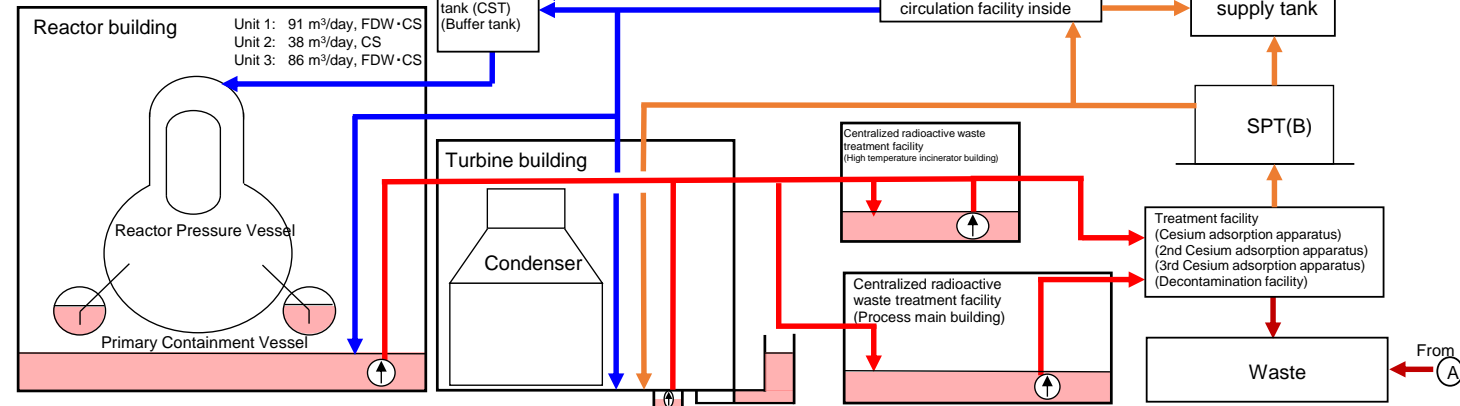 Reactor building
Unit 1: 91 m³/day, FDW・CS
Unit 2: 38 m³/day, CS
Unit 3: 86 m³/day, FDW・CS
tank (CST)
(Buffer tank)
circulation facility inside
supply tank
SPT(B)
Centralized radioactive waste
treatment facility
(High temperature incinerator building)
Turbine building
Reactor Pressure Vessel
Condenser
Treatment facility
(Cesium adsorption apparatus)
(2nd Cesium adsorption apparatus)
(3rd Cesium adsorption apparatus)
(Decontamination facility)
Centralized radioactive
waste treatment facility
(Process main building)
Primary Containment Vessel
Waste
From
A